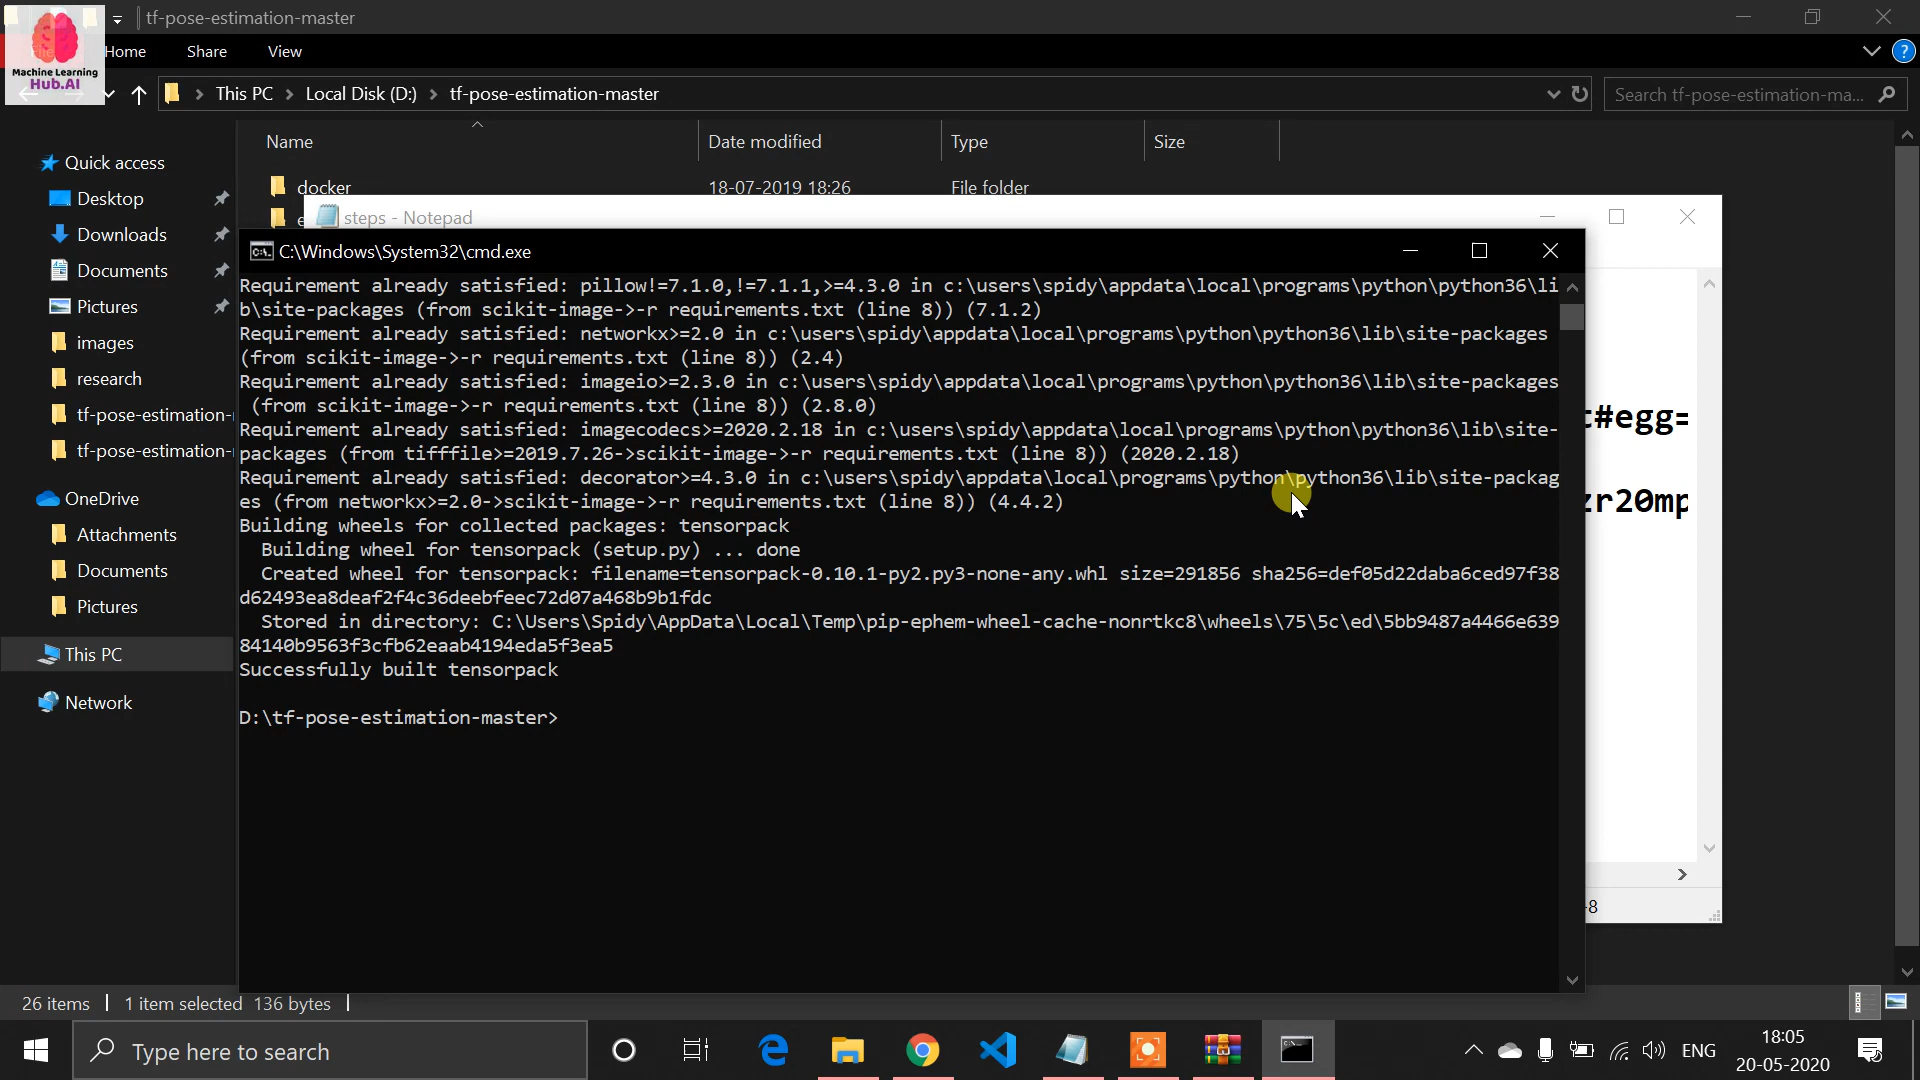 tf-pose-estimation-master
Machine Learning
Hub.AI
Home
Share
View
This PC
Local Disk (D:)
tf-pose-estimation-master
Search tf-pose-estimation-ma...
Name
Date modified
Type
Size
docker
18-07-2019 18:26
File folder
Quick access
Desktop
Downloads
Documents
Pictures
images
research
tf-pose-estimation-
tf-pose-estimation-
OneDrive
Attachments
Documents
Pictures
This PC
Network
steps - Notepad
t#egg=
zr20mp
-8
C:\Windows\System32\cmd.exe
Requirement already satisfied: pillow!=7.1.0,!=7.1.1,>=4.3.0 in c:\users\spidy\appdata\local\programs\python\python36\li
b\site-packages (from scikit-image->-r requirements.txt (line 8)) (7.1.2)
Requirement already satisfied: networkx>=2.0 in c:\users\spidy\appdata\local\programs\python\python36\lib\site-packages
(from scikit-image->-r requirements.txt (line 8)) (2.4)
Requirement already satisfied: imageio>=2.3.0 in c:\users\spidy\appdata\local\programs\python\python36\lib\site-packages
(from scikit-image->-r requirements.txt (line 8)) (2.8.0)
Requirement already satisfied: imagecodecs>=2020.2.18 in c:\users\spidy\appdata\local\programs\python\python36\lib\site-
packages (from tifffile>=2019.7.26->scikit-image->-r requirements.txt (line 8)) (2020.2.18)
Requirement already satisfied: decorator>=4.3.0 in c:\users\spidy\appdata\local\programs\python\python36\lib\site-packag
es (from networkx>=2.0->scikit-image->-r requirements.txt (line 8)) (4.4.2)
Building wheels for collected packages: tensorpack
Building wheel for tensorpack (setup.py) ... done
Created wheel for tensorpack: filename=tensorpack-0.10.1-py2.py3-none-any.whl size=291856 sha256=def05d22daba6ced97f38
d62493ea8deaf2f4c36deebfeec72d07a468b9b1fdc
Stored in directory: C:\Users\Spidy\AppData\Local\Temp\pip-ephem-wheel-cache-nonrtkc8\wheels\75\5c\ed\5bb9487a4466e639
84140b9563f3cfb62eaab4194eda5f3ea5
Successfully built tensorpack
D:\tf-pose-estimation-master>
26 items
1 item selected 136 bytes
Type here to search
ENG
18:05
20-05-2020